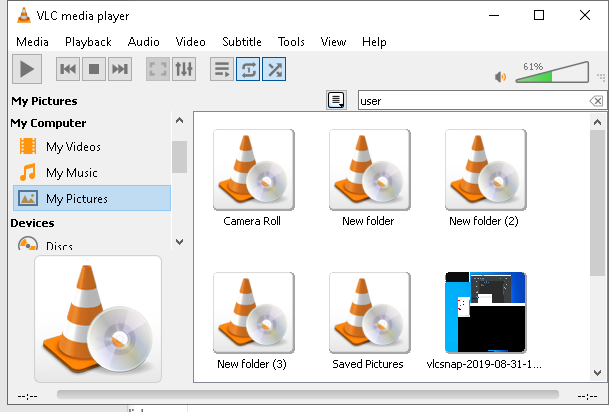 VLC media player
Media Playback Audio Video Subtitle Tools View Help
61%
My Pictures
user
My Computer
My Videos
My Music
My Pictures
Devices
Discs
Camera Roll
New folder
New folder (2)
New folder (3)
Saved Pictures
vlcsnap-2019-08-31-1...
--:--
--:--